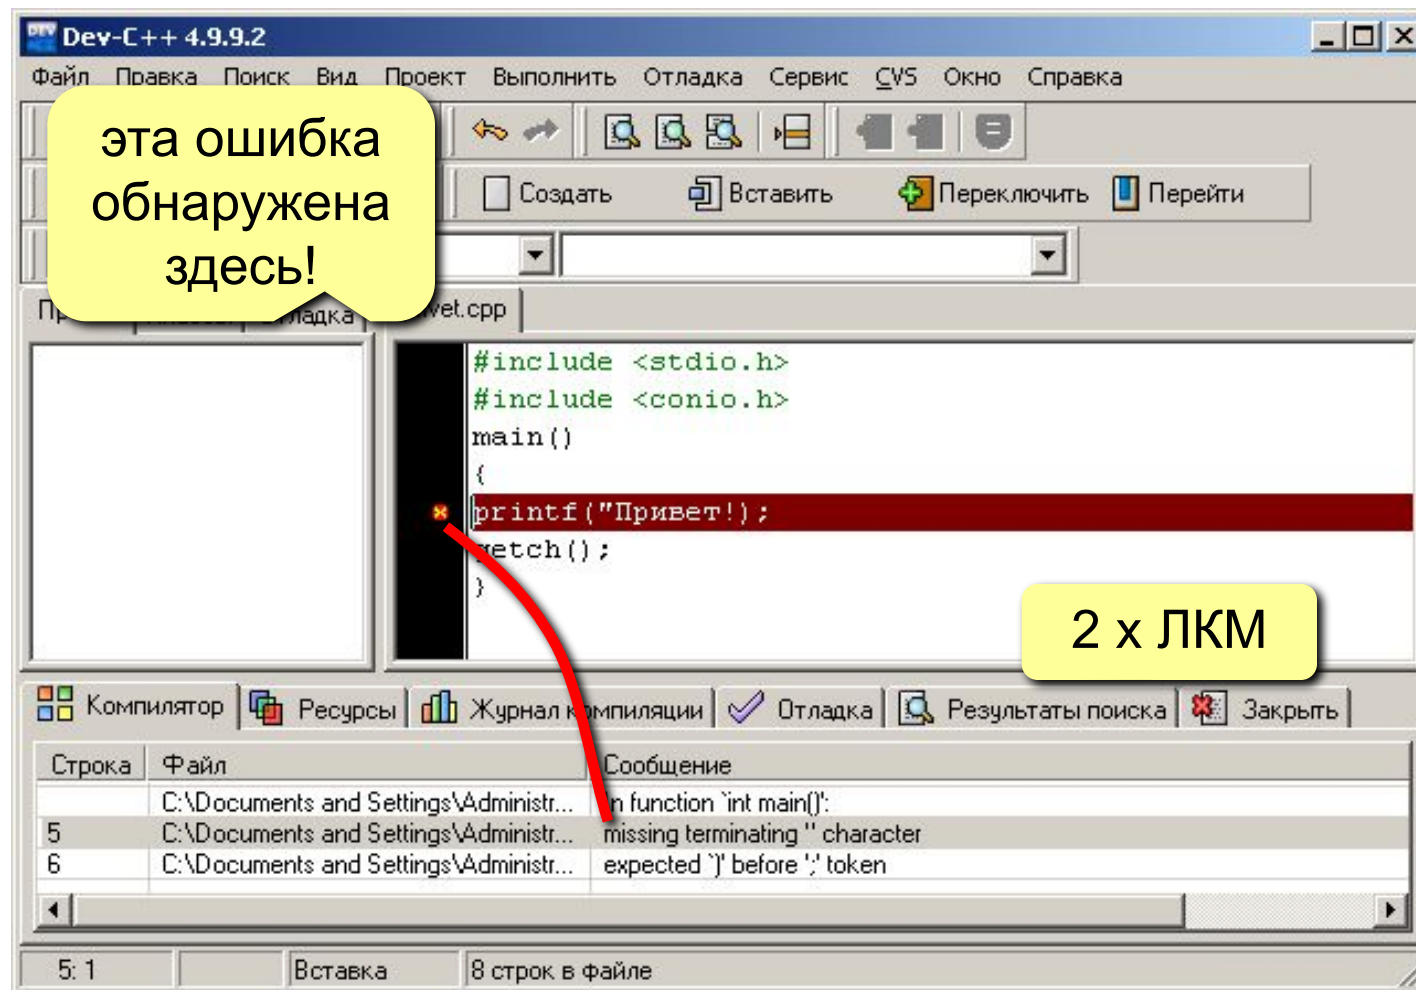 Dev-C++ 4.9.9.2
Файл Правка Поиск Вид Проект Выполнить Отладка Сервис CVS Окно Справка
эта ошибка
обнаружена
здесь!
Создать Вставить Переключить Перейти
vet.cpp
#include <stdio.h>
#include <conio.h>
main()
{
printf("Привет!);
getch();
}
2 x ЛКМ
Компилятор Ресурсы Журнал компиляции Отладка Результаты поиска Закрыть
Строка Файл Сообщение
C:\Documents and Settings\Administr... In function `int main()':
5 C:\Documents and Settings\Administr... missing terminating " character
6 C:\Documents and Settings\Administr... expected `)' before ';' token
5: 1 Вставка 8 строк в файле